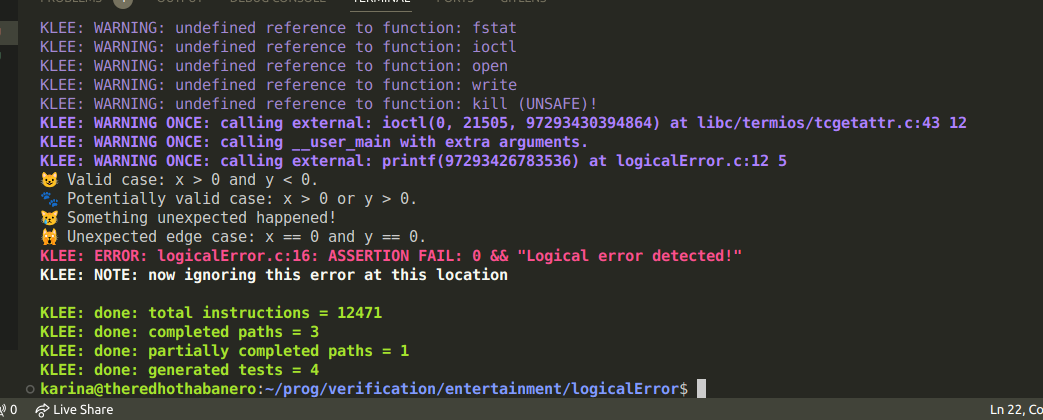 PROBLEMS OUTPUT DEBUG CONSOLE TERMINAL PORTS GITLENS
KLEE: WARNING: undefined reference to function: fstat
KLEE: WARNING: undefined reference to function: ioctl
KLEE: WARNING: undefined reference to function: open
KLEE: WARNING: undefined reference to function: write
KLEE: WARNING: undefined reference to function: kill (UNSAFE)!
KLEE: WARNING ONCE: calling external: ioctl(0, 21505, 97293430394864) at libc/termios/tcgetattr.c:43 12
KLEE: WARNING ONCE: calling __user_main with extra arguments.
KLEE: WARNING ONCE: calling external: printf(97293426783536) at logicalError.c:12 5
😺 Valid case: x > 0 and y < 0.
🐾 Potentially valid case: x > 0 or y > 0.
😿 Something unexpected happened!
🙀 Unexpected edge case: x == 0 and y == 0.
KLEE: ERROR: logicalError.c:16: ASSERTION FAIL: 0 && "Logical error detected!"
KLEE: NOTE: now ignoring this error at this location
KLEE: done: total instructions = 12471
KLEE: done: completed paths = 3
KLEE: done: partially completed paths = 1
KLEE: done: generated tests = 4
karina@theredhothabanero:~/prog/verification/entertainment/logicalError$
0 Live Share Ln 22, Co